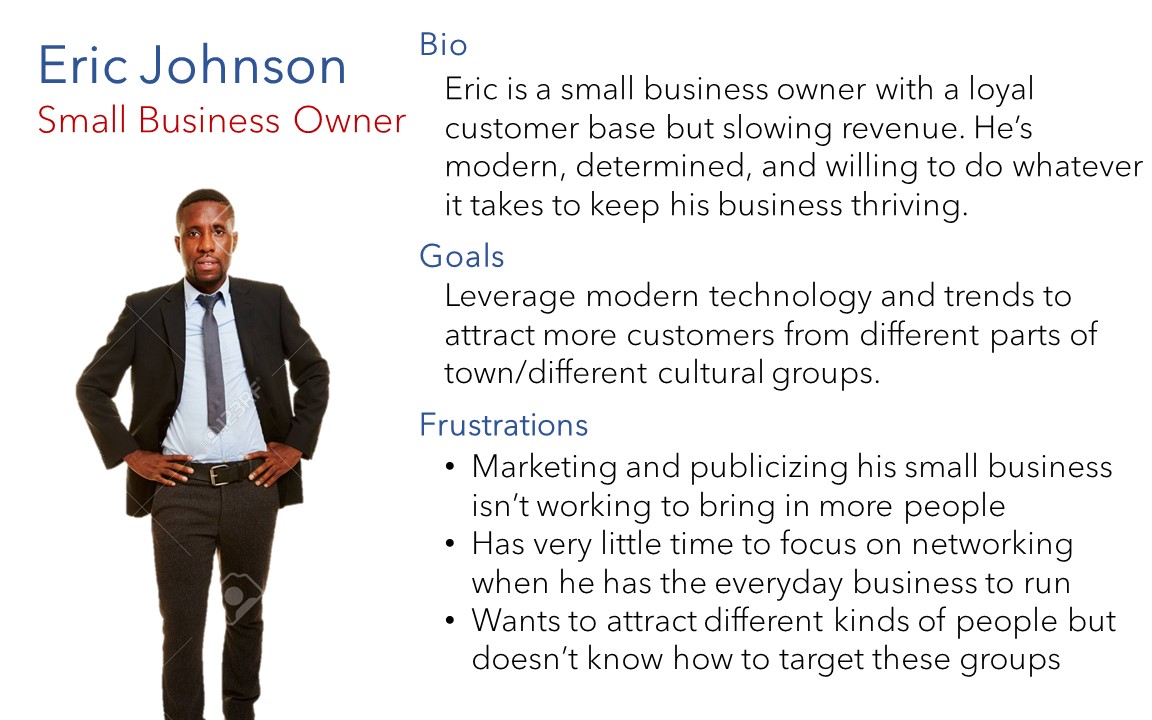 Eric Johnson
Small Business Owner
Bio
Eric is a small business owner with a loyal
customer base but slowing revenue. He’s
modern, determined, and willing to do whatever
it takes to keep his business thriving.
Goals
Leverage modern technology and trends to
attract more customers from different parts of
town/different cultural groups.
Frustrations
• Marketing and publicizing his small business
isn’t working to bring in more people
• Has very little time to focus on networking
when he has the everyday business to run
• Wants to attract different kinds of people but
doesn’t know how to target these groups
123RF